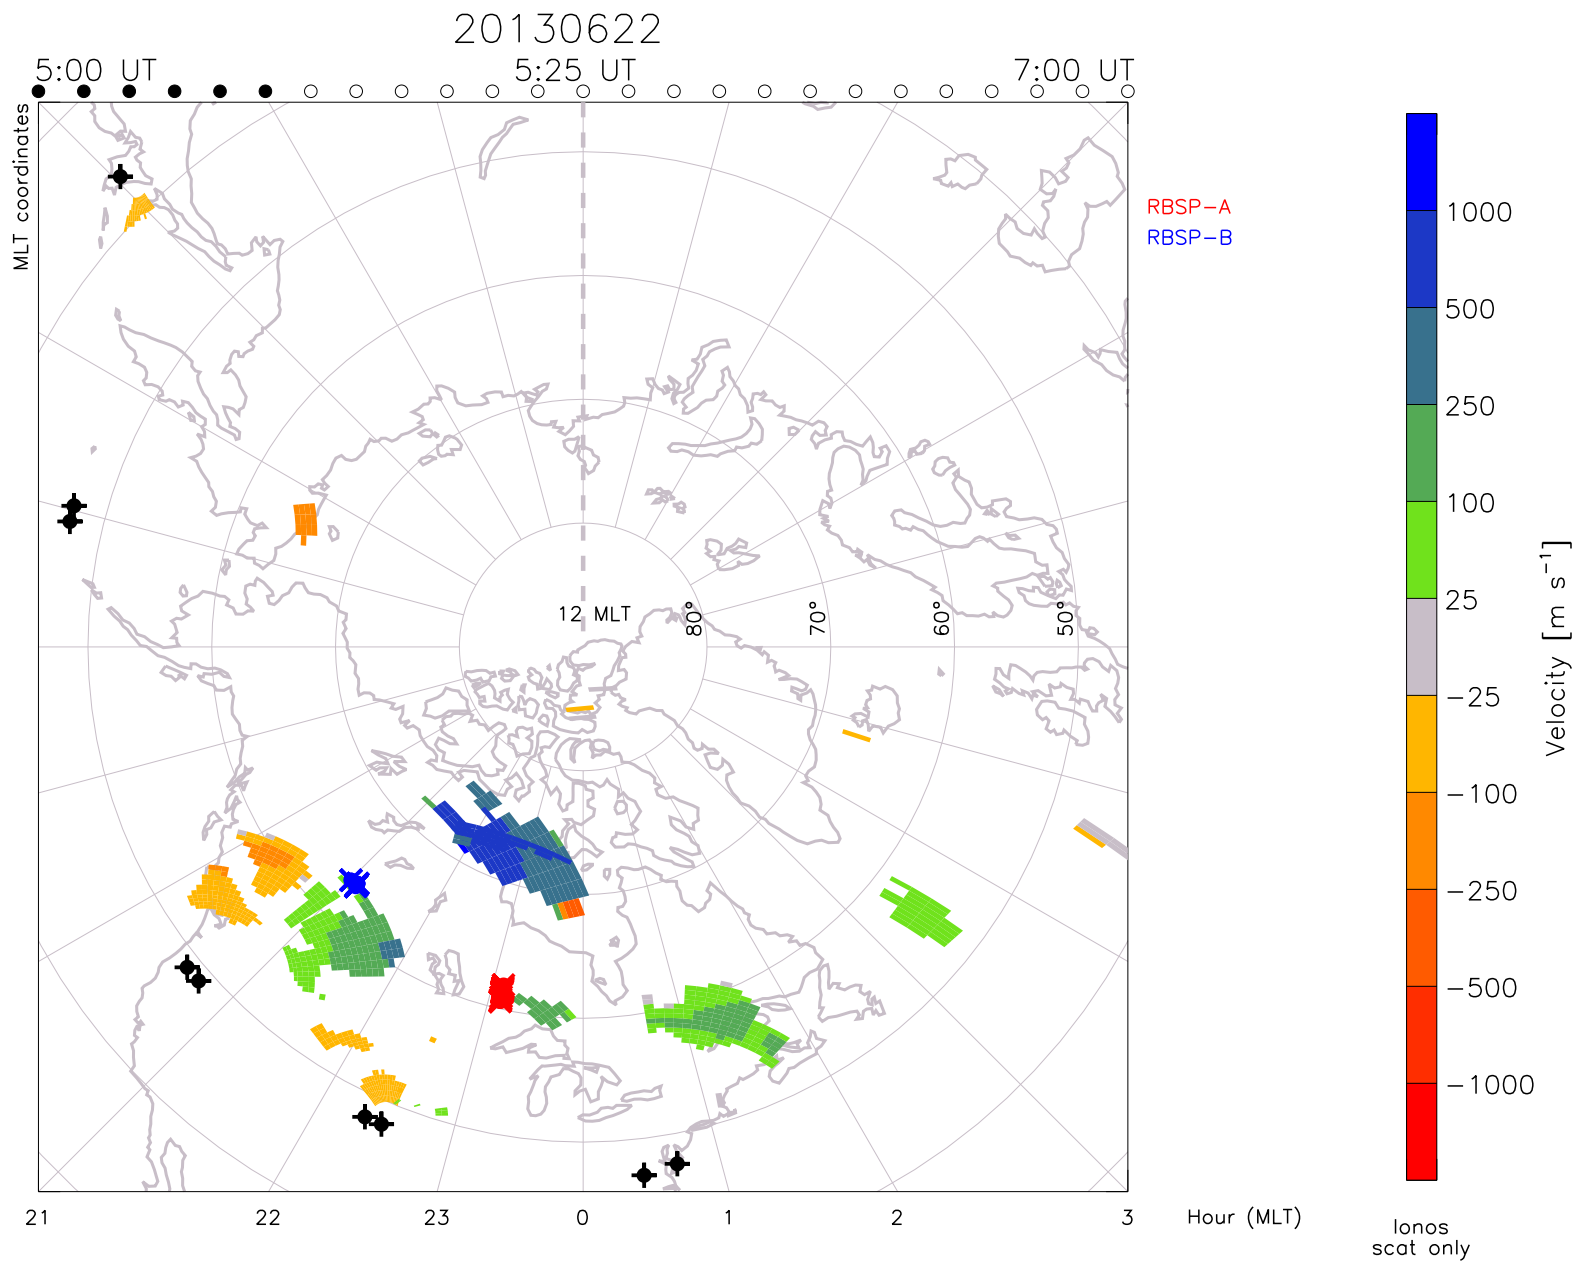 20130622
5:00 UT
5:25 UT
7:00 UT
MLT coordinates
RBSP-A
RBSP-B
12 MLT
80°
70°
60°
50°
21
22
23
0
1
2
3
Hour (MLT)
1000
500
250
100
25
-25
-100
-250
-500
-1000
Velocity [m s⁻¹]
Ionos
scat only